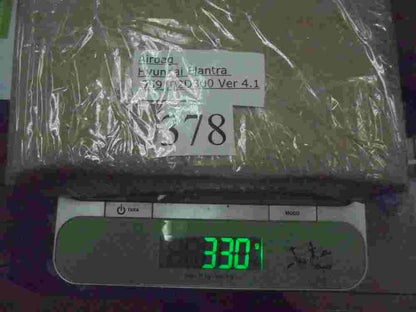 Airbag
Hyundai Elantra
Ver 4.1
378
TARA
MODO
330